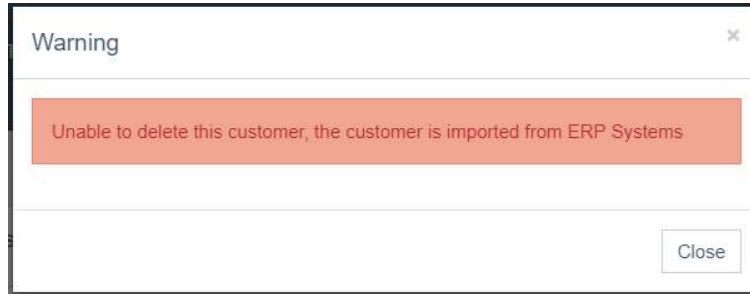 Warning
×
Unable to delete this customer, the customer is imported from ERP Systems
Close